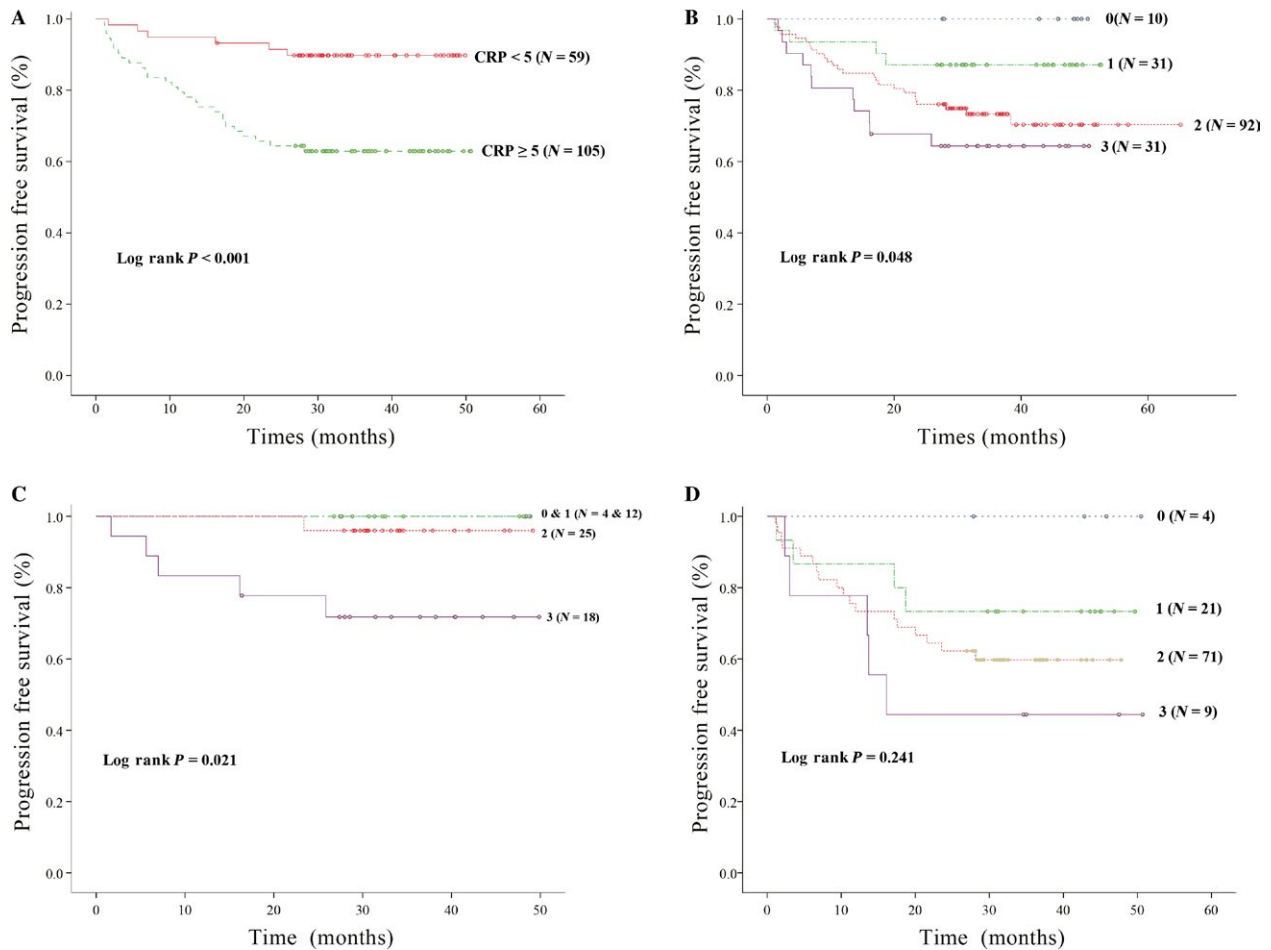 A
Progression free survival (%)
1.0
0.8
0.6
0.4
0.2
0.0
CRP < 5 (N = 59)
CRP ≥ 5 (N = 105)
Log rank P < 0.001
0 10 20 30 40 50 60
Times (months)
B
Progression free survival (%)
1.0
0.8
0.6
0.4
0.2
0.0
0(N = 10)
1 (N = 31)
2 (N = 92)
3 (N = 31)
Log rank P = 0.048
0 20 40 60
Times (months)
C
Progression free survival (%)
1.0
0.8
0.6
0.4
0.2
0.0
0 & 1 (N = 4 & 12)
2 (N = 25)
3 (N = 18)
Log rank P = 0.021
0 10 20 30 40 50
Time (months)
D
Progression free survival (%)
1.0
0.8
0.6
0.4
0.2
0.0
0 (N = 4)
1 (N = 21)
2 (N = 71)
3 (N = 9)
Log rank P = 0.241
0 10 20 30 40 50 60
Time (months)